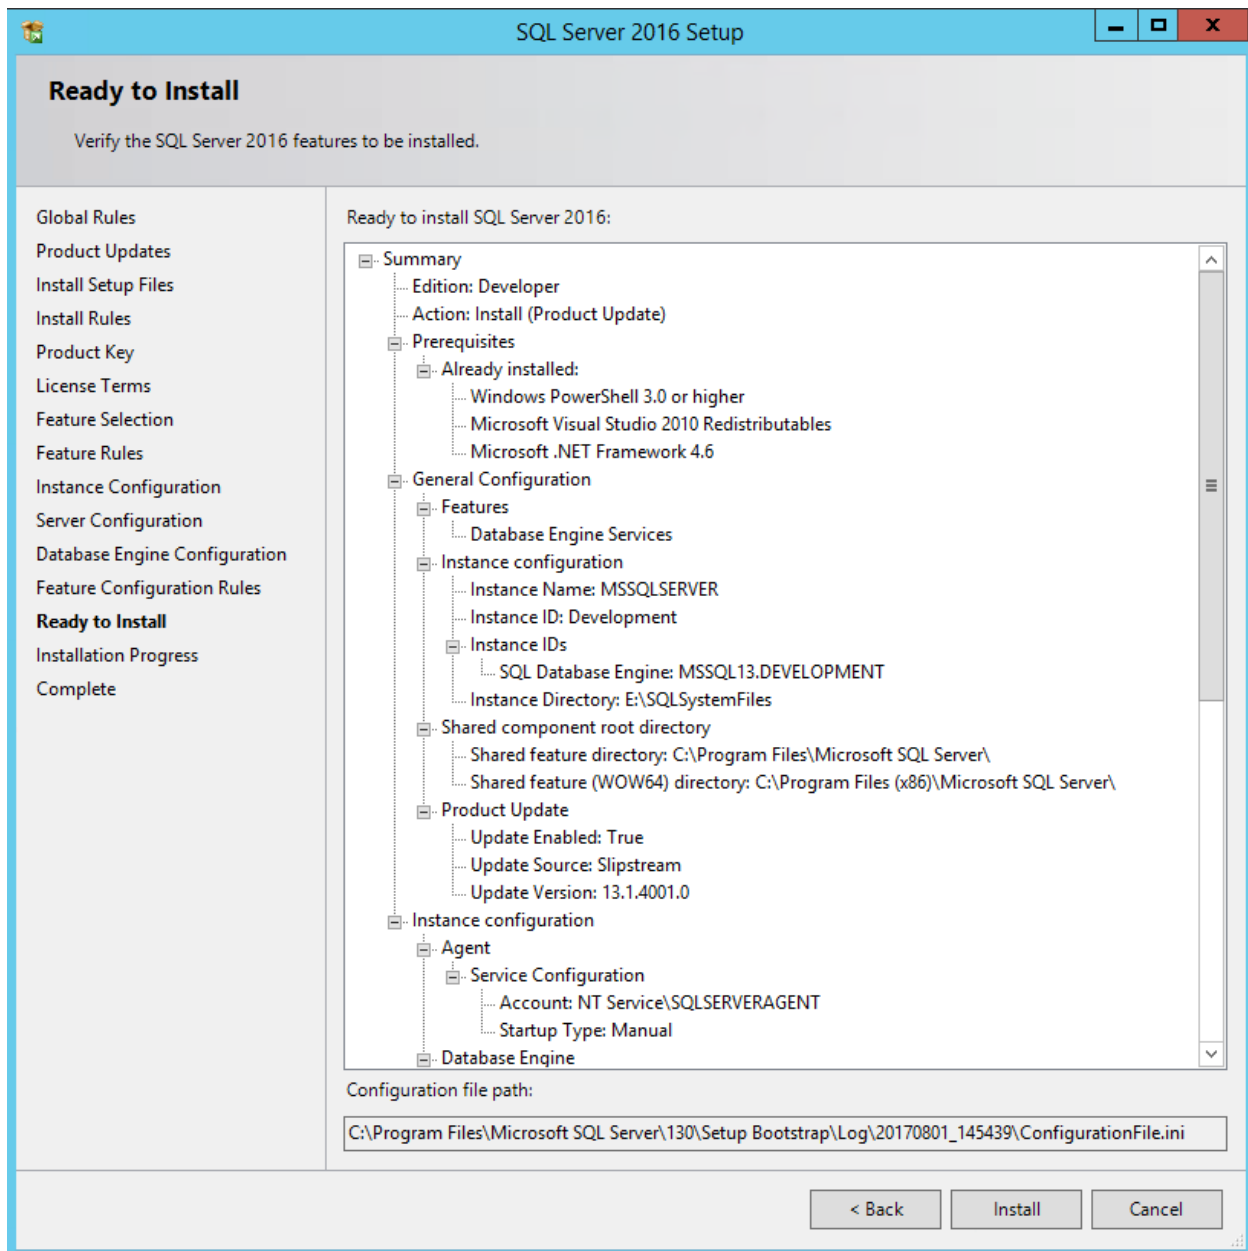 SQL Server 2016 Setup
Ready to Install
Verify the SQL Server 2016 features to be installed.
Global Rules
Product Updates
Install Setup Files
Install Rules
Product Key
License Terms
Feature Selection
Feature Rules
Instance Configuration
Server Configuration
Database Engine Configuration
Feature Configuration Rules
Ready to Install
Installation Progress
Complete
Ready to install SQL Server 2016:
Summary
Edition: Developer
Action: Install (Product Update)
Prerequisites
Already installed:
Windows PowerShell 3.0 or higher
Microsoft Visual Studio 2010 Redistributables
Microsoft .NET Framework 4.6
General Configuration
Features
Database Engine Services
Instance configuration
Instance Name: MSSQLSERVER
Instance ID: Development
Instance IDs
SQL Database Engine: MSSQL13.DEVELOPMENT
Instance Directory: E:\SQLSystemFiles
Shared component root directory
Shared feature directory: C:\Program Files\Microsoft SQL Server\
Shared feature (WOW64) directory: C:\Program Files (x86)\Microsoft SQL Server\
Product Update
Update Enabled: True
Update Source: Slipstream
Update Version: 13.1.4001.0
Instance configuration
Agent
Service Configuration
Account: NT Service\SQLSERVERAGENT
Startup Type: Manual
Database Engine
Configuration file path:
C:\Program Files\Microsoft SQL Server\130\Setup Bootstrap\Log\20170801_145439\ConfigurationFile.ini
< Back
Install
Cancel